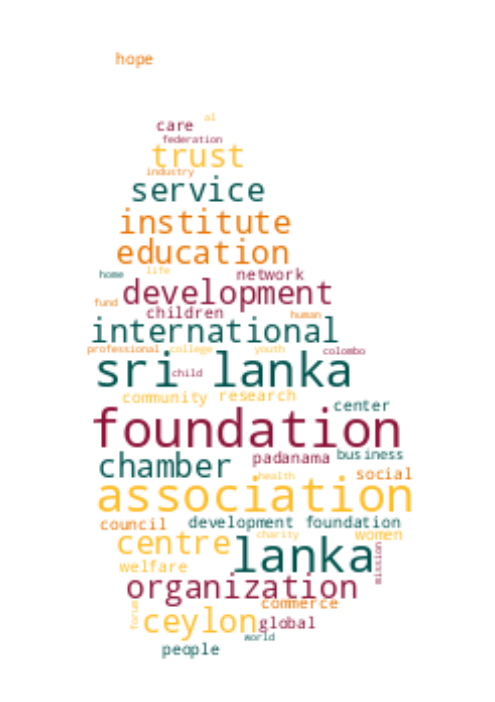 hope
al
care
federation
trust
industry
service
institute
education
home life network
fund development
children human
international
professional college youth colombo
sri lanka
child
community research
center
foundation
chamber padanama business
health social
association
council development foundation
centre charity women
lanka mission
welfare
organization
commerce
forum ceylon global
world
people